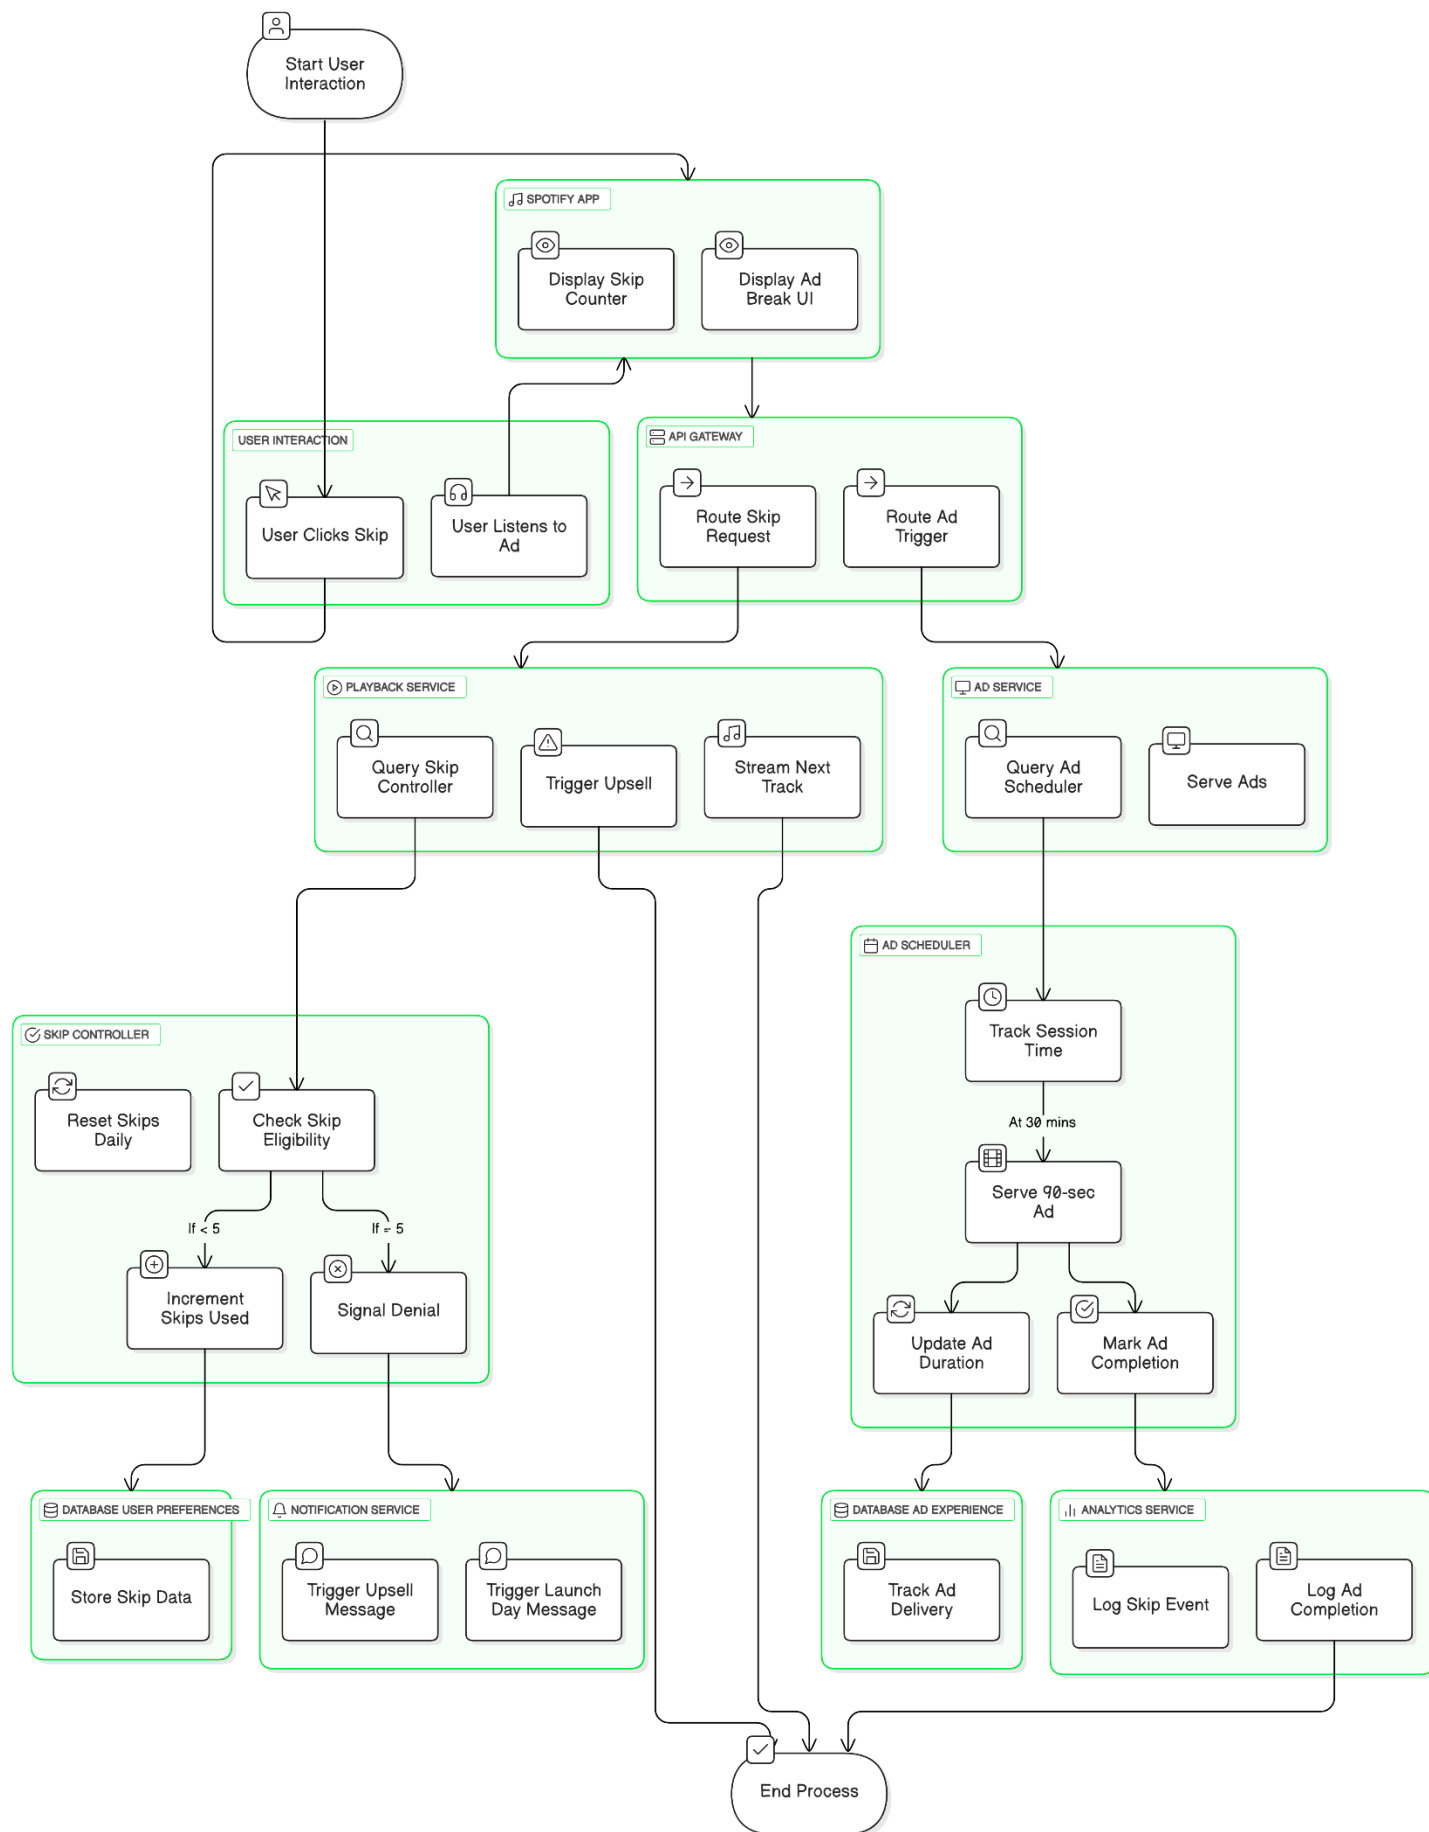 Start User
Interaction
SPOTIFY APP
Display Skip
Counter
Display Ad
Break UI
USER INTERACTION
User Clicks Skip
User Listens to
Ad
API GATEWAY
Route Skip
Request
Route Ad
Trigger
PLAYBACK SERVICE
Query Skip
Controller
Trigger Upsell
Stream Next
Track
AD SERVICE
Query Ad
Scheduler
Serve Ads
AD SCHEDULER
Track Session
Time
At 30 mins
Serve 90-sec
Ad
Update Ad
Duration
Mark Ad
Completion
SKIP CONTROLLER
Reset Skips
Daily
Check Skip
Eligibility
If < 5
If = 5
Increment
Skips Used
Signal Denial
DATABASE USER PREFERENCES
Store Skip Data
NOTIFICATION SERVICE
Trigger Upsell
Message
Trigger Launch
Day Message
DATABASE AD EXPERIENCE
Track Ad
Delivery
ANALYTICS SERVICE
Log Skip Event
Log Ad
Completion
End Process